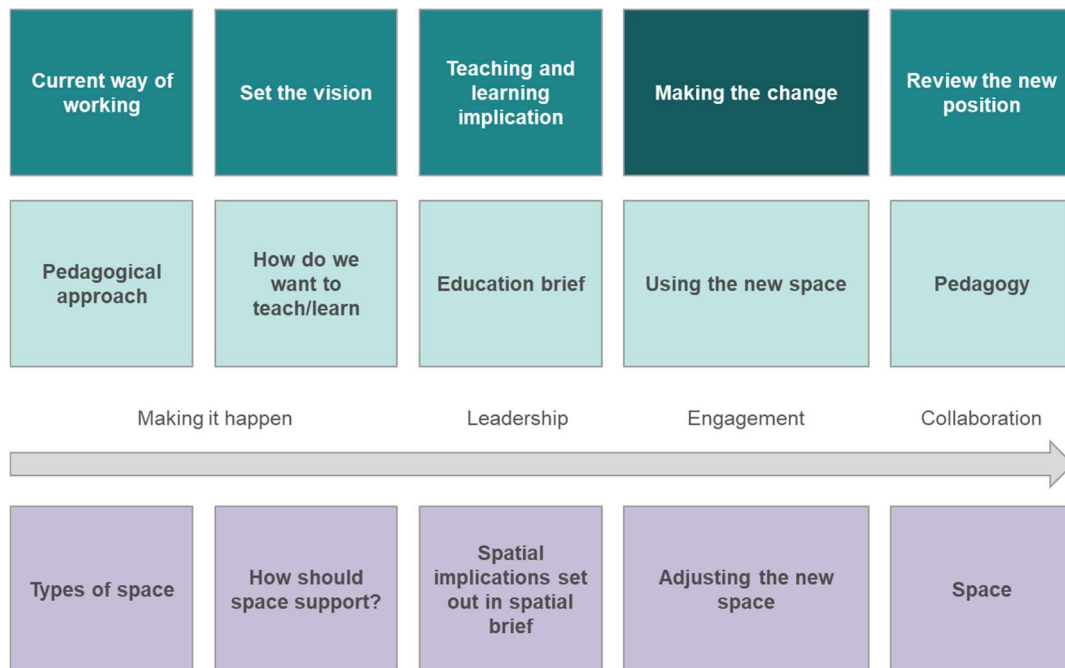 Current way of
working
Set the vision
Teaching and
learning
implication
Making the change
Review the new
position
Pedagogical
approach
How do we
want to
teach/learn
Education brief
Using the new space
Pedagogy
Making it happen
Leadership
Engagement
Collaboration
Types of space
How should
space support?
Spatial
implications set
out in spatial
brief
Adjusting the new
space
Space